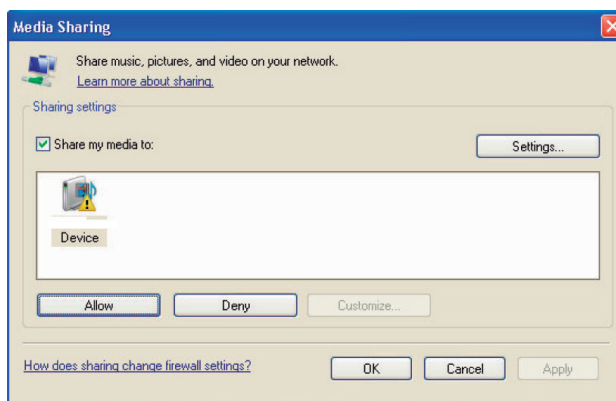 Media Sharing
Share music, pictures, and video on your network.
Learn more about sharing.
Sharing settings
Share my media to:
Settings...
Device
Allow
Deny
Customize...
How does sharing change firewall settings?
OK
Cancel
Apply